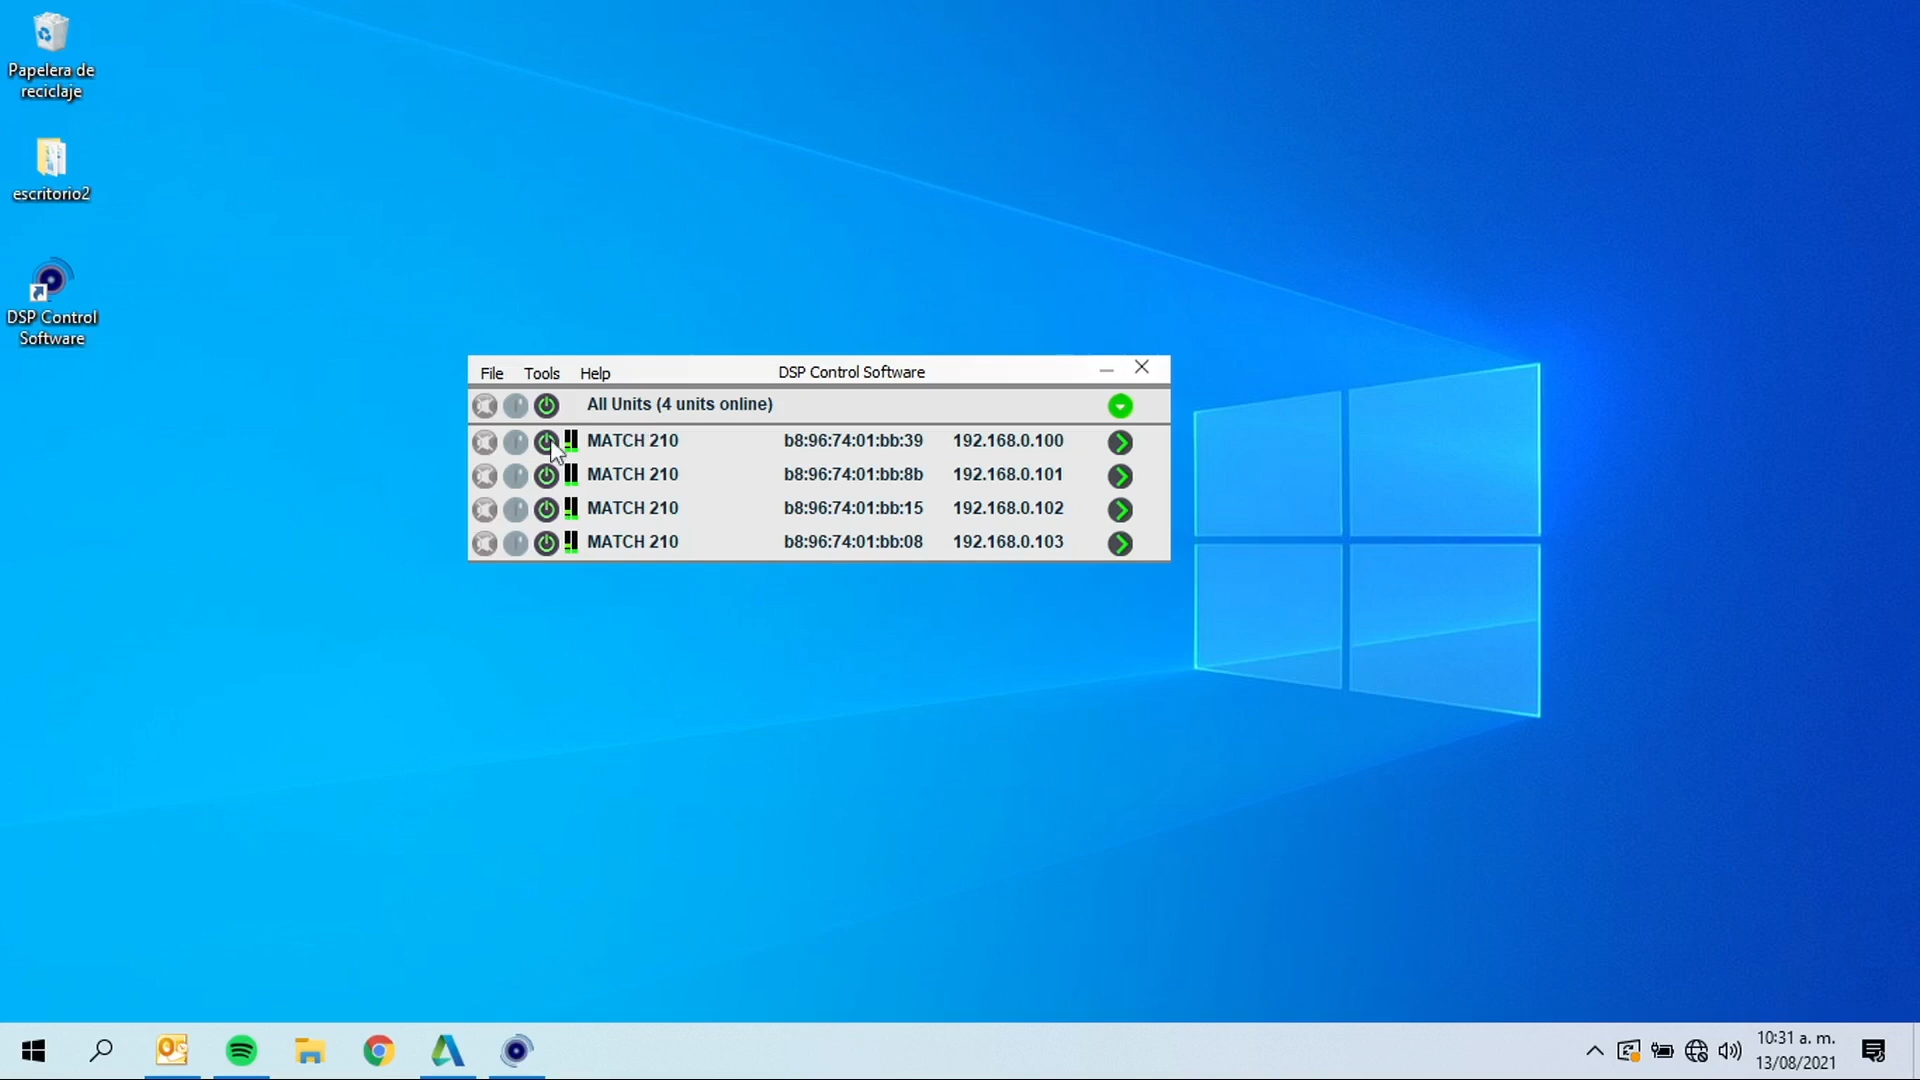 Papelera de
reciclaje
escritorio2
DSP Control
Software
File Tools Help DSP Control Software
All Units (4 units online)
MATCH 210 b8:96:74:01:bb:39 192.168.0.100
MATCH 210 b8:96:74:01:bb:8b 192.168.0.101
MATCH 210 b8:96:74:01:bb:15 192.168.0.102
MATCH 210 b8:96:74:01:bb:08 192.168.0.103
10:31 a. m.
13/08/2021